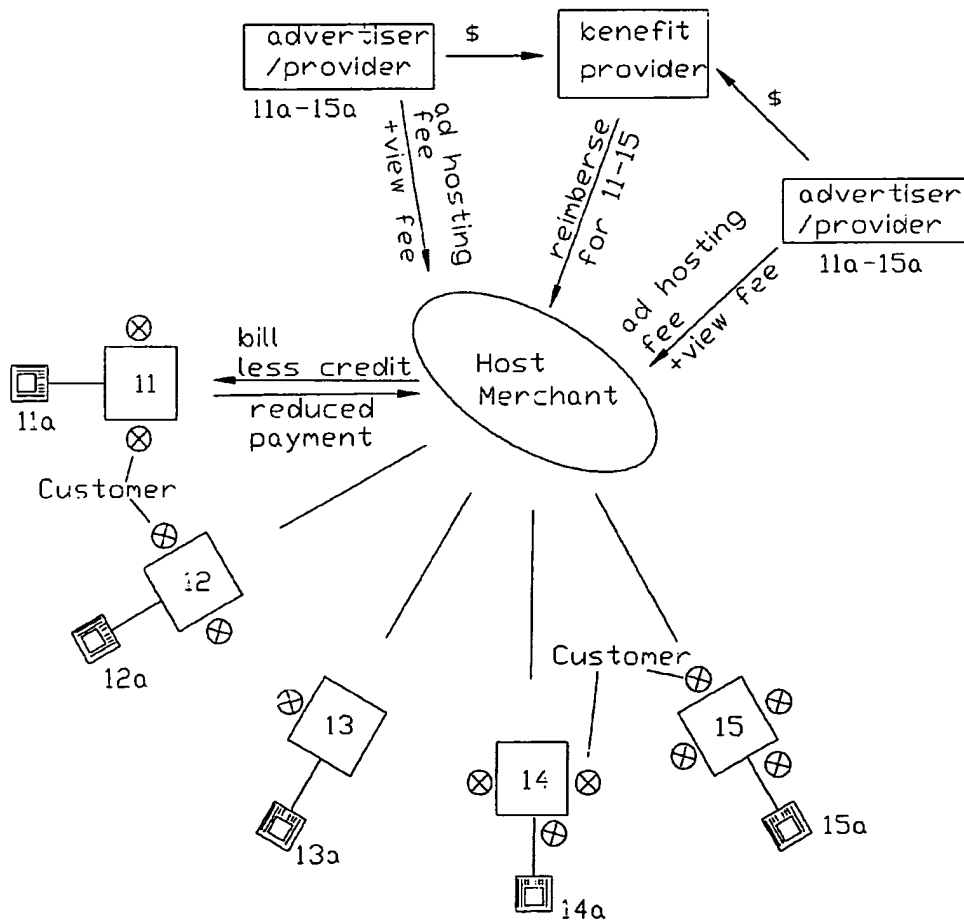 advertiser
/provider
11a-15a
$
benefit
provider
$
advertiser
/provider
11a-15a
ad hosting
fee
+view fee
reimberse
for 11-15
ad hosting
fee
+view fee
Host
Merchant
bill
less credit
reduced
payment
11
11a
Customer
12
12a
13
13a
Customer
14
14a
15
15a